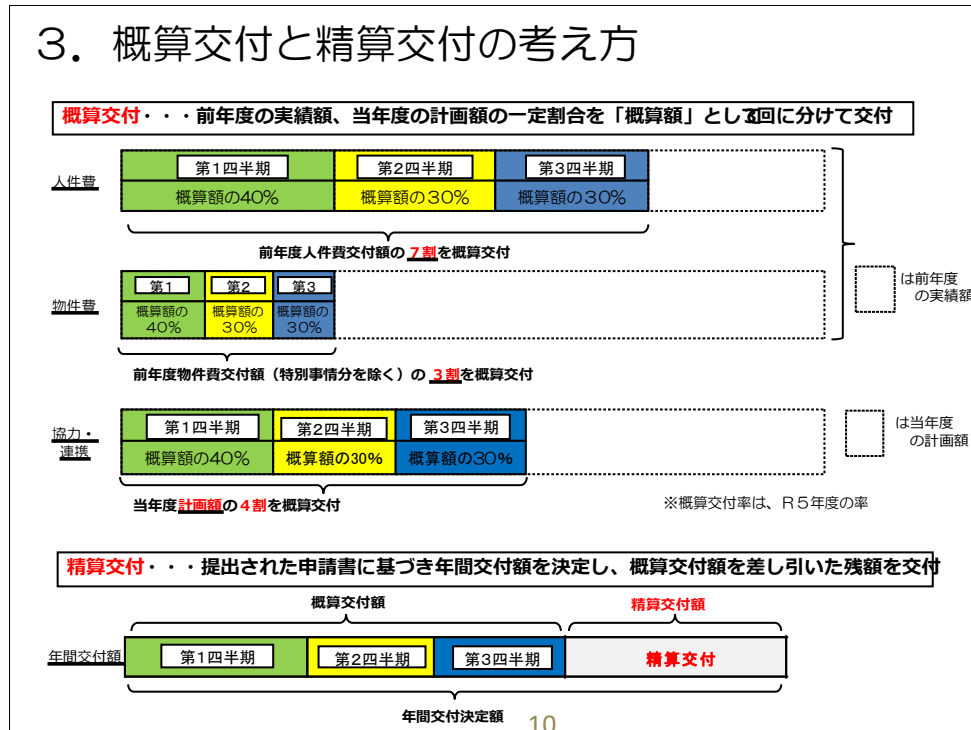 ３．概算交付と精算交付の考え方
概算交付・・・前年度の実績額、当年度の計画額の一定割合を「概算額」として3回に分けて交付
人件費
第１四半期
第２四半期
第３四半期
概算額の４０％
概算額の３０％
概算額の３０％
前年度人件費交付額の７割を概算交付
物件費
第１
第２
第３
概算額の
40％
概算額の
30％
概算額の
30％
前年度物件費交付額（特別事情分を除く）の３割を概算交付
は前年度
の実績額
協力・
連携
第１四半期
第２四半期
第３四半期
概算額の４０％
概算額の30％
概算額の３０％
当年度計画額の４割を概算交付
は当年度
の計画額
※概算交付率は、Ｒ５年度の率
精算交付・・・提出された申請書に基づき年間交付額を決定し、概算交付額を差し引いた残額を交付
概算交付額
精算交付額
年間交付額
第１四半期
第２四半期
第３四半期
精算交付
年間交付決定額
10